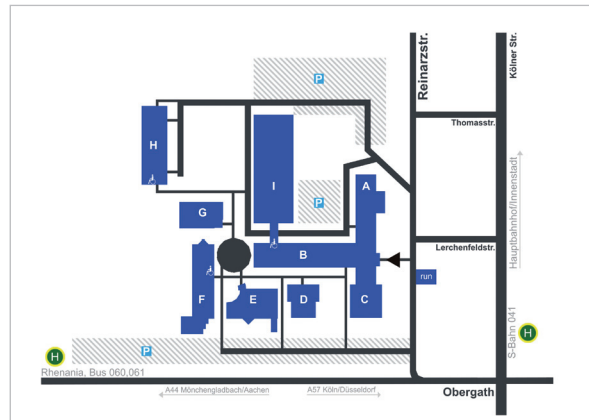 P
Reinarzstr.
Kölner Str.
Thomasstr.
H
I
A
P
G
B
Lerchenfeldstr.
Hauptbahnhof/Innenstadt
run
F
E
D
C
S-Bahn 041
H
H
P
Rhenania, Bus 060,061
A44 Mönchengladbach/Aachen
A57 Köln/Düsseldorf
Obergath